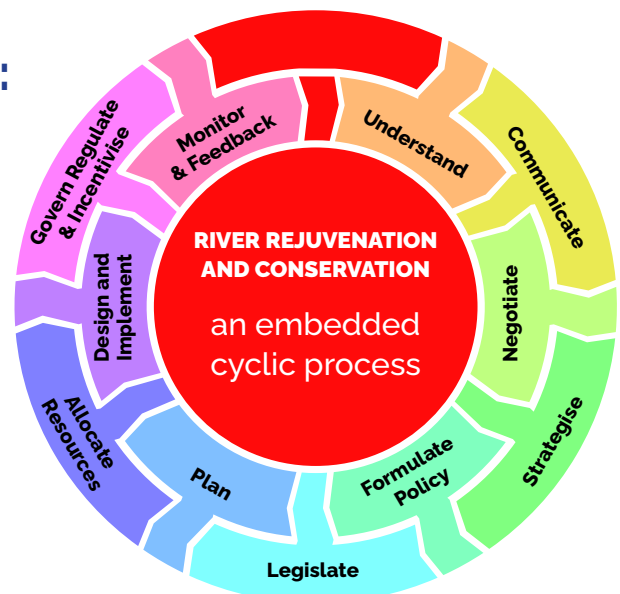 :
RIVER REJUVENATION
AND CONSERVATION
an embedded
cyclic process
Understand
Communicate
Negotiate
Strategise
Formulate
Policy
Legislate
Plan
Allocate
Resources
Design and
Implement
Govern Regulate
& Incentivise
Monitor
& Feedback